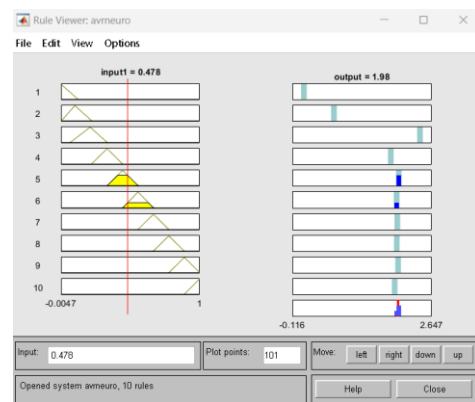 Rule Viewer: avrneuro
File Edit View Options
input1 = 0.478
output = 1.98
1
2
3
4
5
6
7
8
9
10
-0.0047 1
-0.116 2.647
Input: 0.478 Plot points: 101 Move: left right down up
Opened system avrneuro, 10 rules Help Close